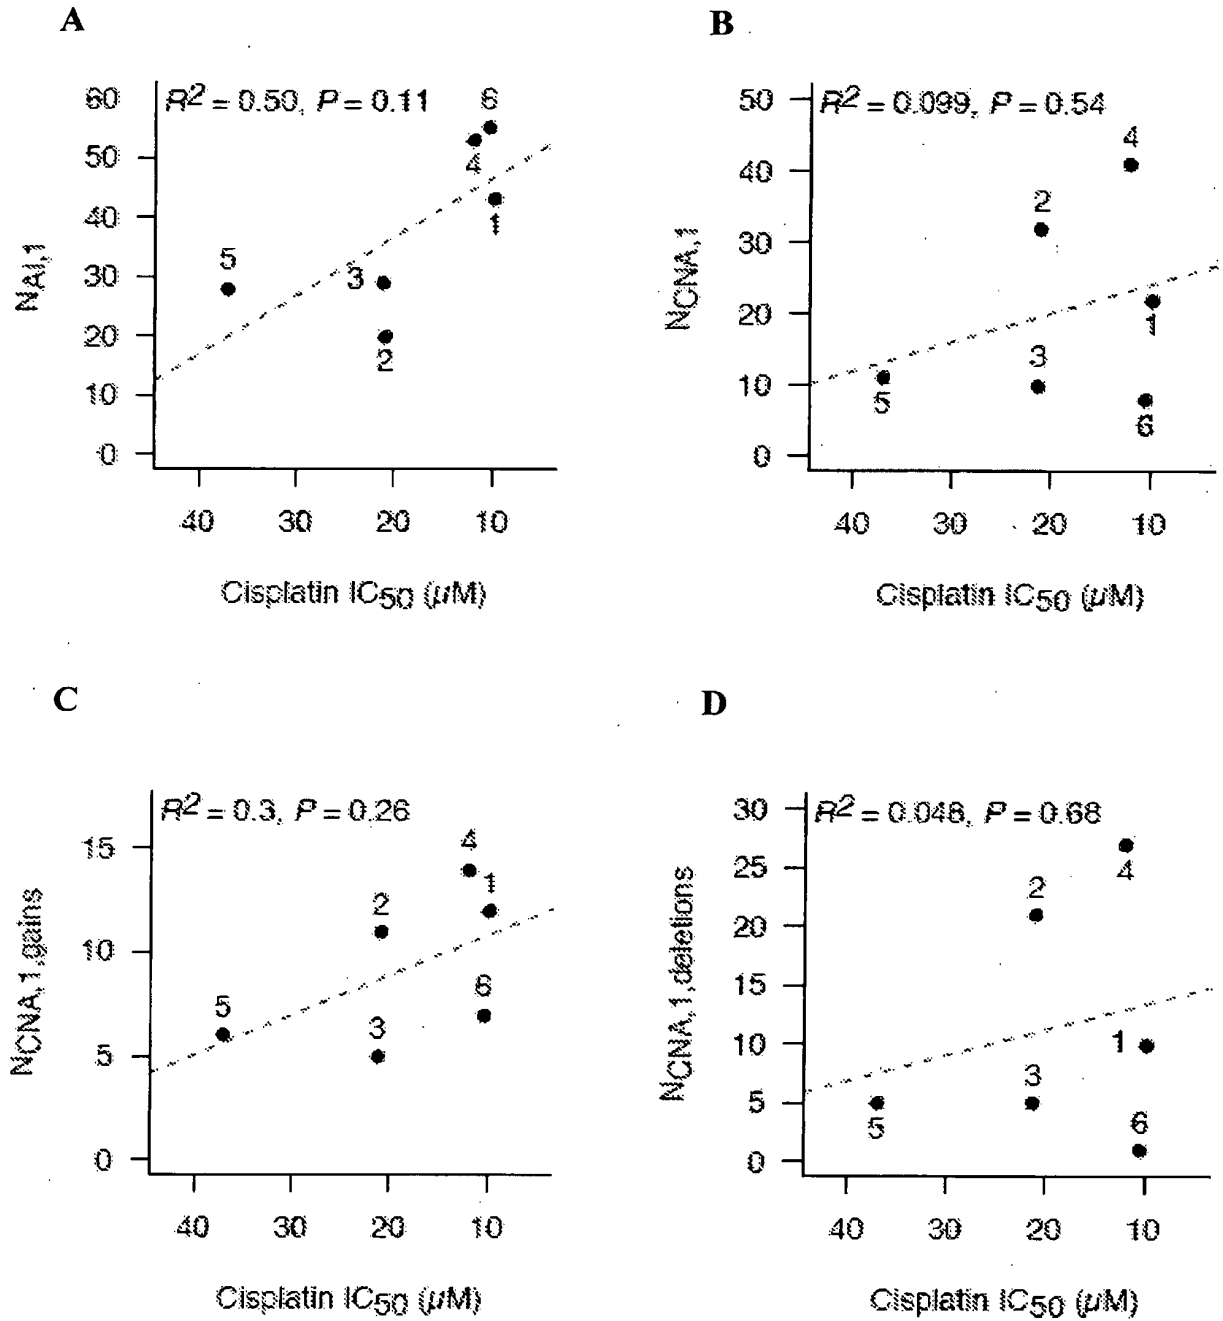 A
R2 = 0.50, P = 0.11
60
50
40
30
20
10
0
NAI,1
6
4
1
5
3
2
40 30 20 10
Cisplatin IC50 (µM)
B
R2 = 0.099, P = 0.54
50
40
30
20
10
0
NCNA,1
4
2
1
3
5
6
40 30 20 10
Cisplatin IC50 (µM)
C
R2 = 0.3, P = 0.26
15
10
5
0
NCNA,1,gains
4
1
2
6
5
3
40 30 20 10
Cisplatin IC50 (µM)
D
R2 = 0.048, P = 0.68
30
25
20
15
10
5
0
NCNA,1,deletions
4
2
1
3
5
6
40 30 20 10
Cisplatin IC50 (µM)